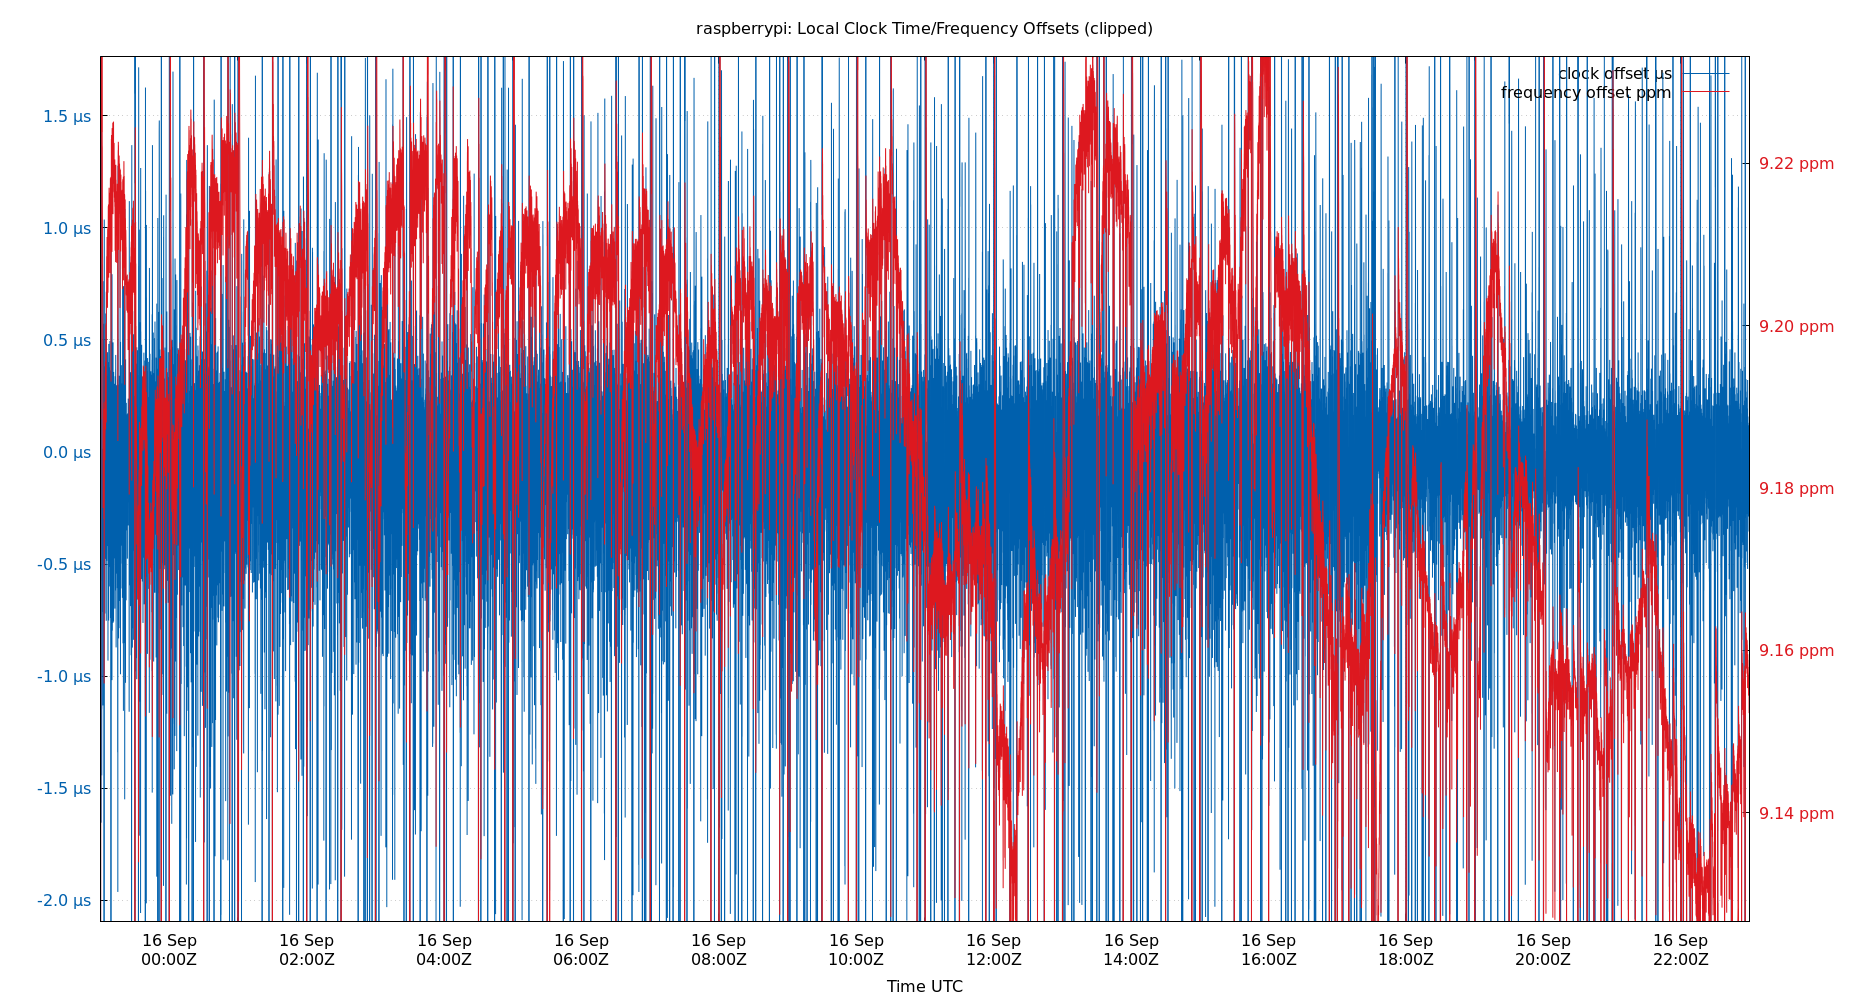 raspberrypi: Local Clock Time/Frequency Offsets (clipped)
clock offset µs
frequency offset ppm
1.5 µs
1.0 µs
0.5 µs
0.0 µs
-0.5 µs
-1.0 µs
-1.5 µs
-2.0 µs
9.22 ppm
9.20 ppm
9.18 ppm
9.16 ppm
9.14 ppm
16 Sep 16 Sep 16 Sep 16 Sep 16 Sep 16 Sep 16 Sep 16 Sep 16 Sep 16 Sep 16 Sep 16 Sep
00:00Z 02:00Z 04:00Z 06:00Z 08:00Z 10:00Z 12:00Z 14:00Z 16:00Z 18:00Z 20:00Z 22:00Z
Time UTC